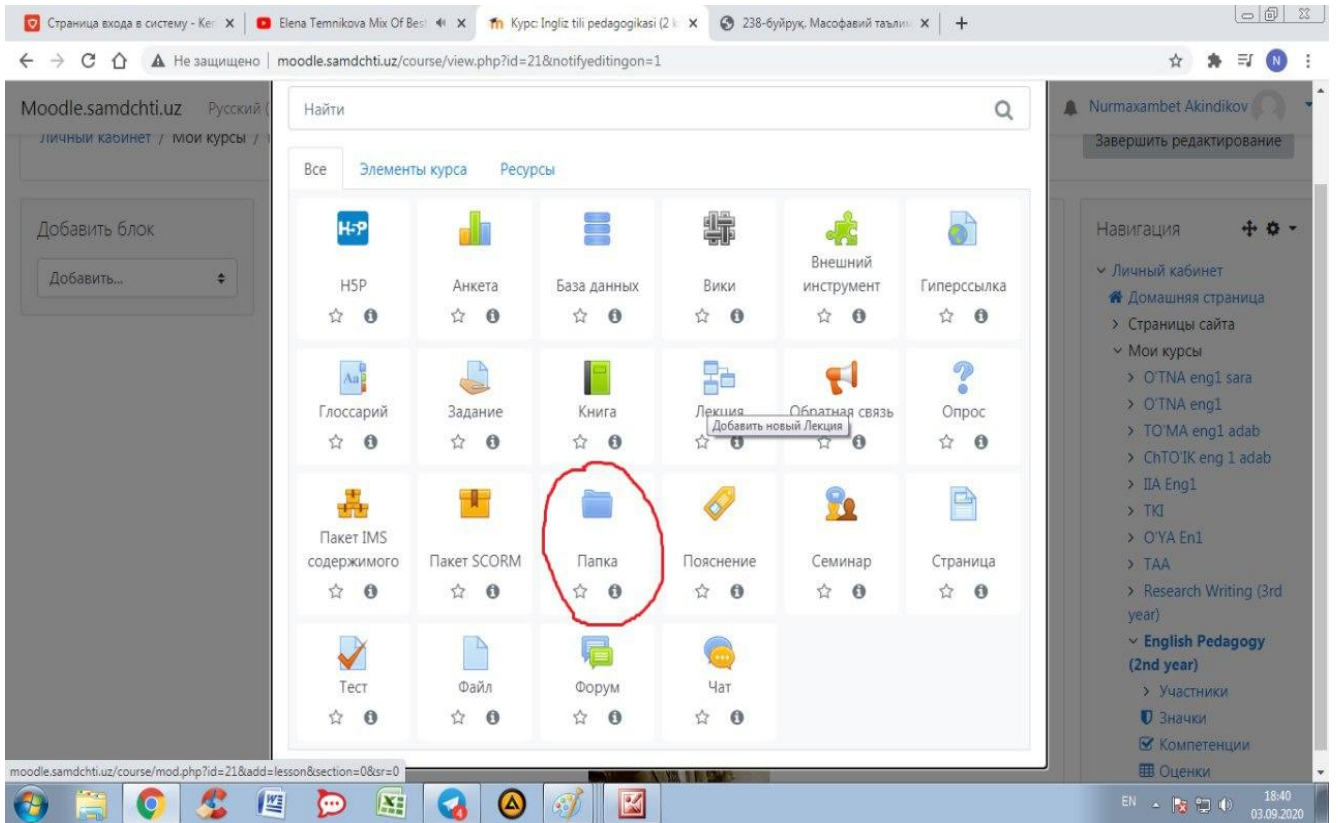 Страница входа в систему - Ker
Elena Temnikova Mix Of Bes
Курс: Ingliz tili pedagogikasi (2 k
238-буйруқ. Масофавий таълим
Не защищено
moodle.samdchti.uz/course/view.php?id=21&notifyeditingon=1
N
Moodle.samdchti.uz
Русский (
Найти
Nurmaxambet Akindikov
Личный кабинет / Мои курсы /
Завершить редактирование
Все
Элементы курса
Ресурсы
Добавить блок
Добавить...
H5P
H5P
Анкета
База данных
Вики
Внешний
инструмент
Гиперссылка
Aa
Глоссарий
Задание
Книга
Лекция
Обратная связь
Опрос
Добавить новый Лекция
Пакет IMS
содержимого
Пакет SCORM
Папка
Пояснение
Семинар
Страница
Тест
Файл
Форум
Чат
Навигация
Личный кабинет
Домашняя страница
Страницы сайта
Мои курсы
O'TNA eng1 sara
O'TNA eng1
TO'MA eng1 adab
ChTO'IK eng 1 adab
IIA Eng1
TKI
O'YA En1
TAA
Research Writing (3rd
year)
English Pedagogy
(2nd year)
Участники
Значки
Компетенции
Оценки
moodle.samdchti.uz/course/mod.php?id=21&add=lesson&section=0&sr=0
EN
18:40
03.09.2020